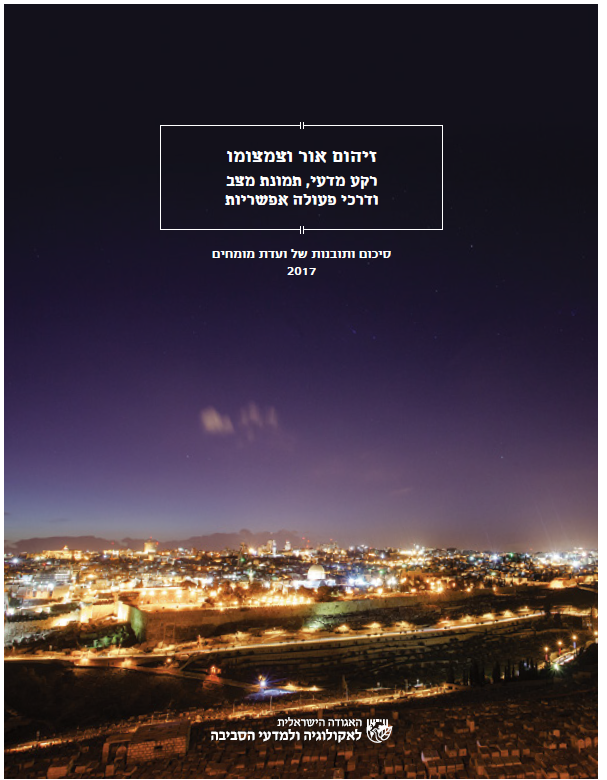 זיהום אור וצמצומו
רקע מדעי, תמונת מצב
ודרכי פעולה אפשריות
סיכום ותובנות של ועדת מומחים
2017
האגודה הישראלית
לאקולוגיה ולמדעי הסביבה